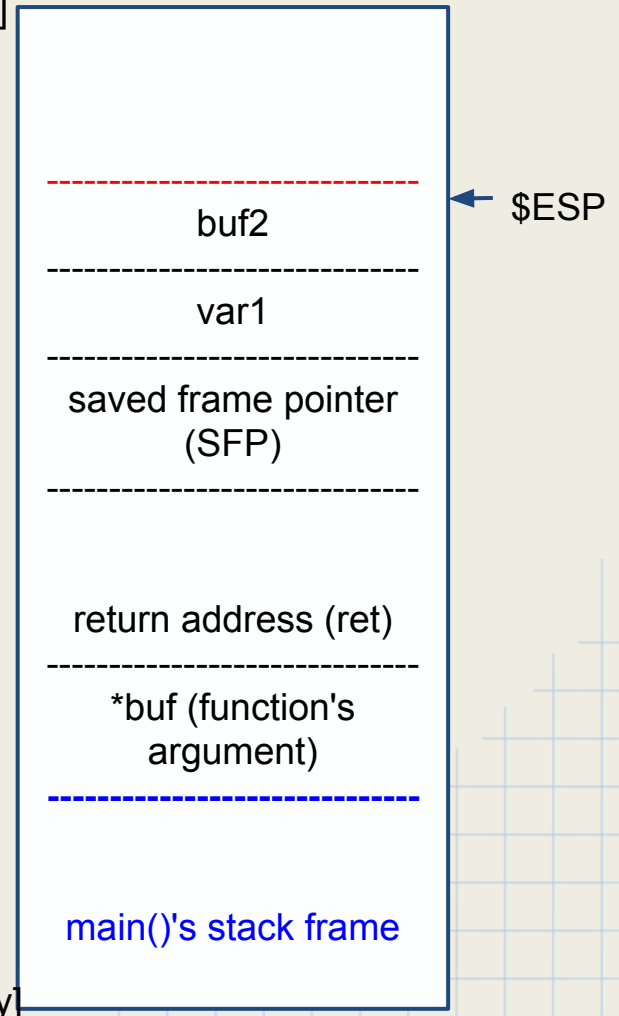 ]
$ESP
buf2
var1
saved frame pointer
(SFP)
return address (ret)
*buf (function's
argument)
main()'s stack frame